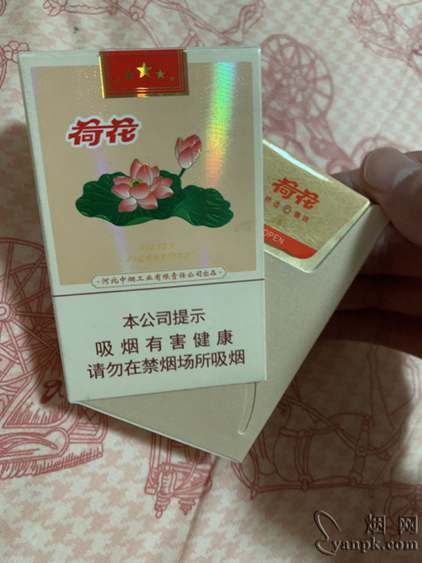 荷花
河北中烟工业有限责任公司出品
本公司提示
吸烟有害健康
请勿在禁烟场所吸烟
荷花
OPEN
烟网
yanpk.com